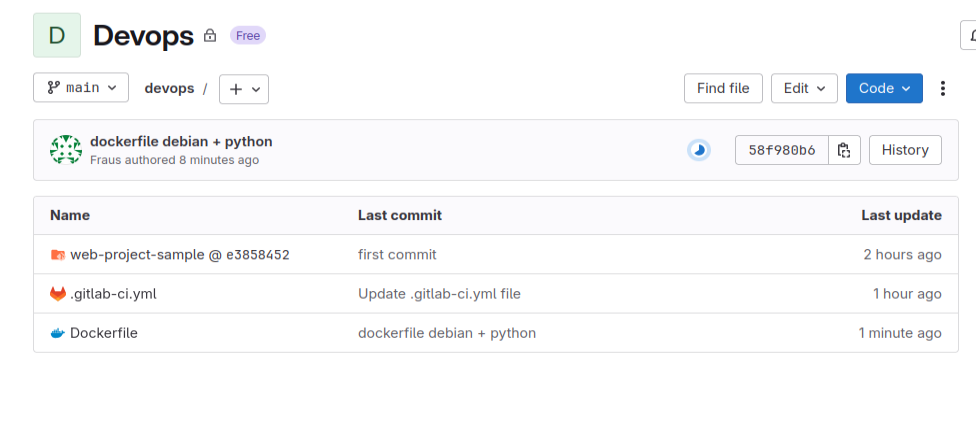 D Devops Free
main devops / + Find file Edit Code
dockerfile debian + python
Fraus authored 8 minutes ago
58f980b6 History
Name Last commit Last update
web-project-sample @ e3858452 first commit 2 hours ago
.gitlab-ci.yml Update .gitlab-ci.yml file 1 hour ago
Dockerfile dockerfile debian + python 1 minute ago